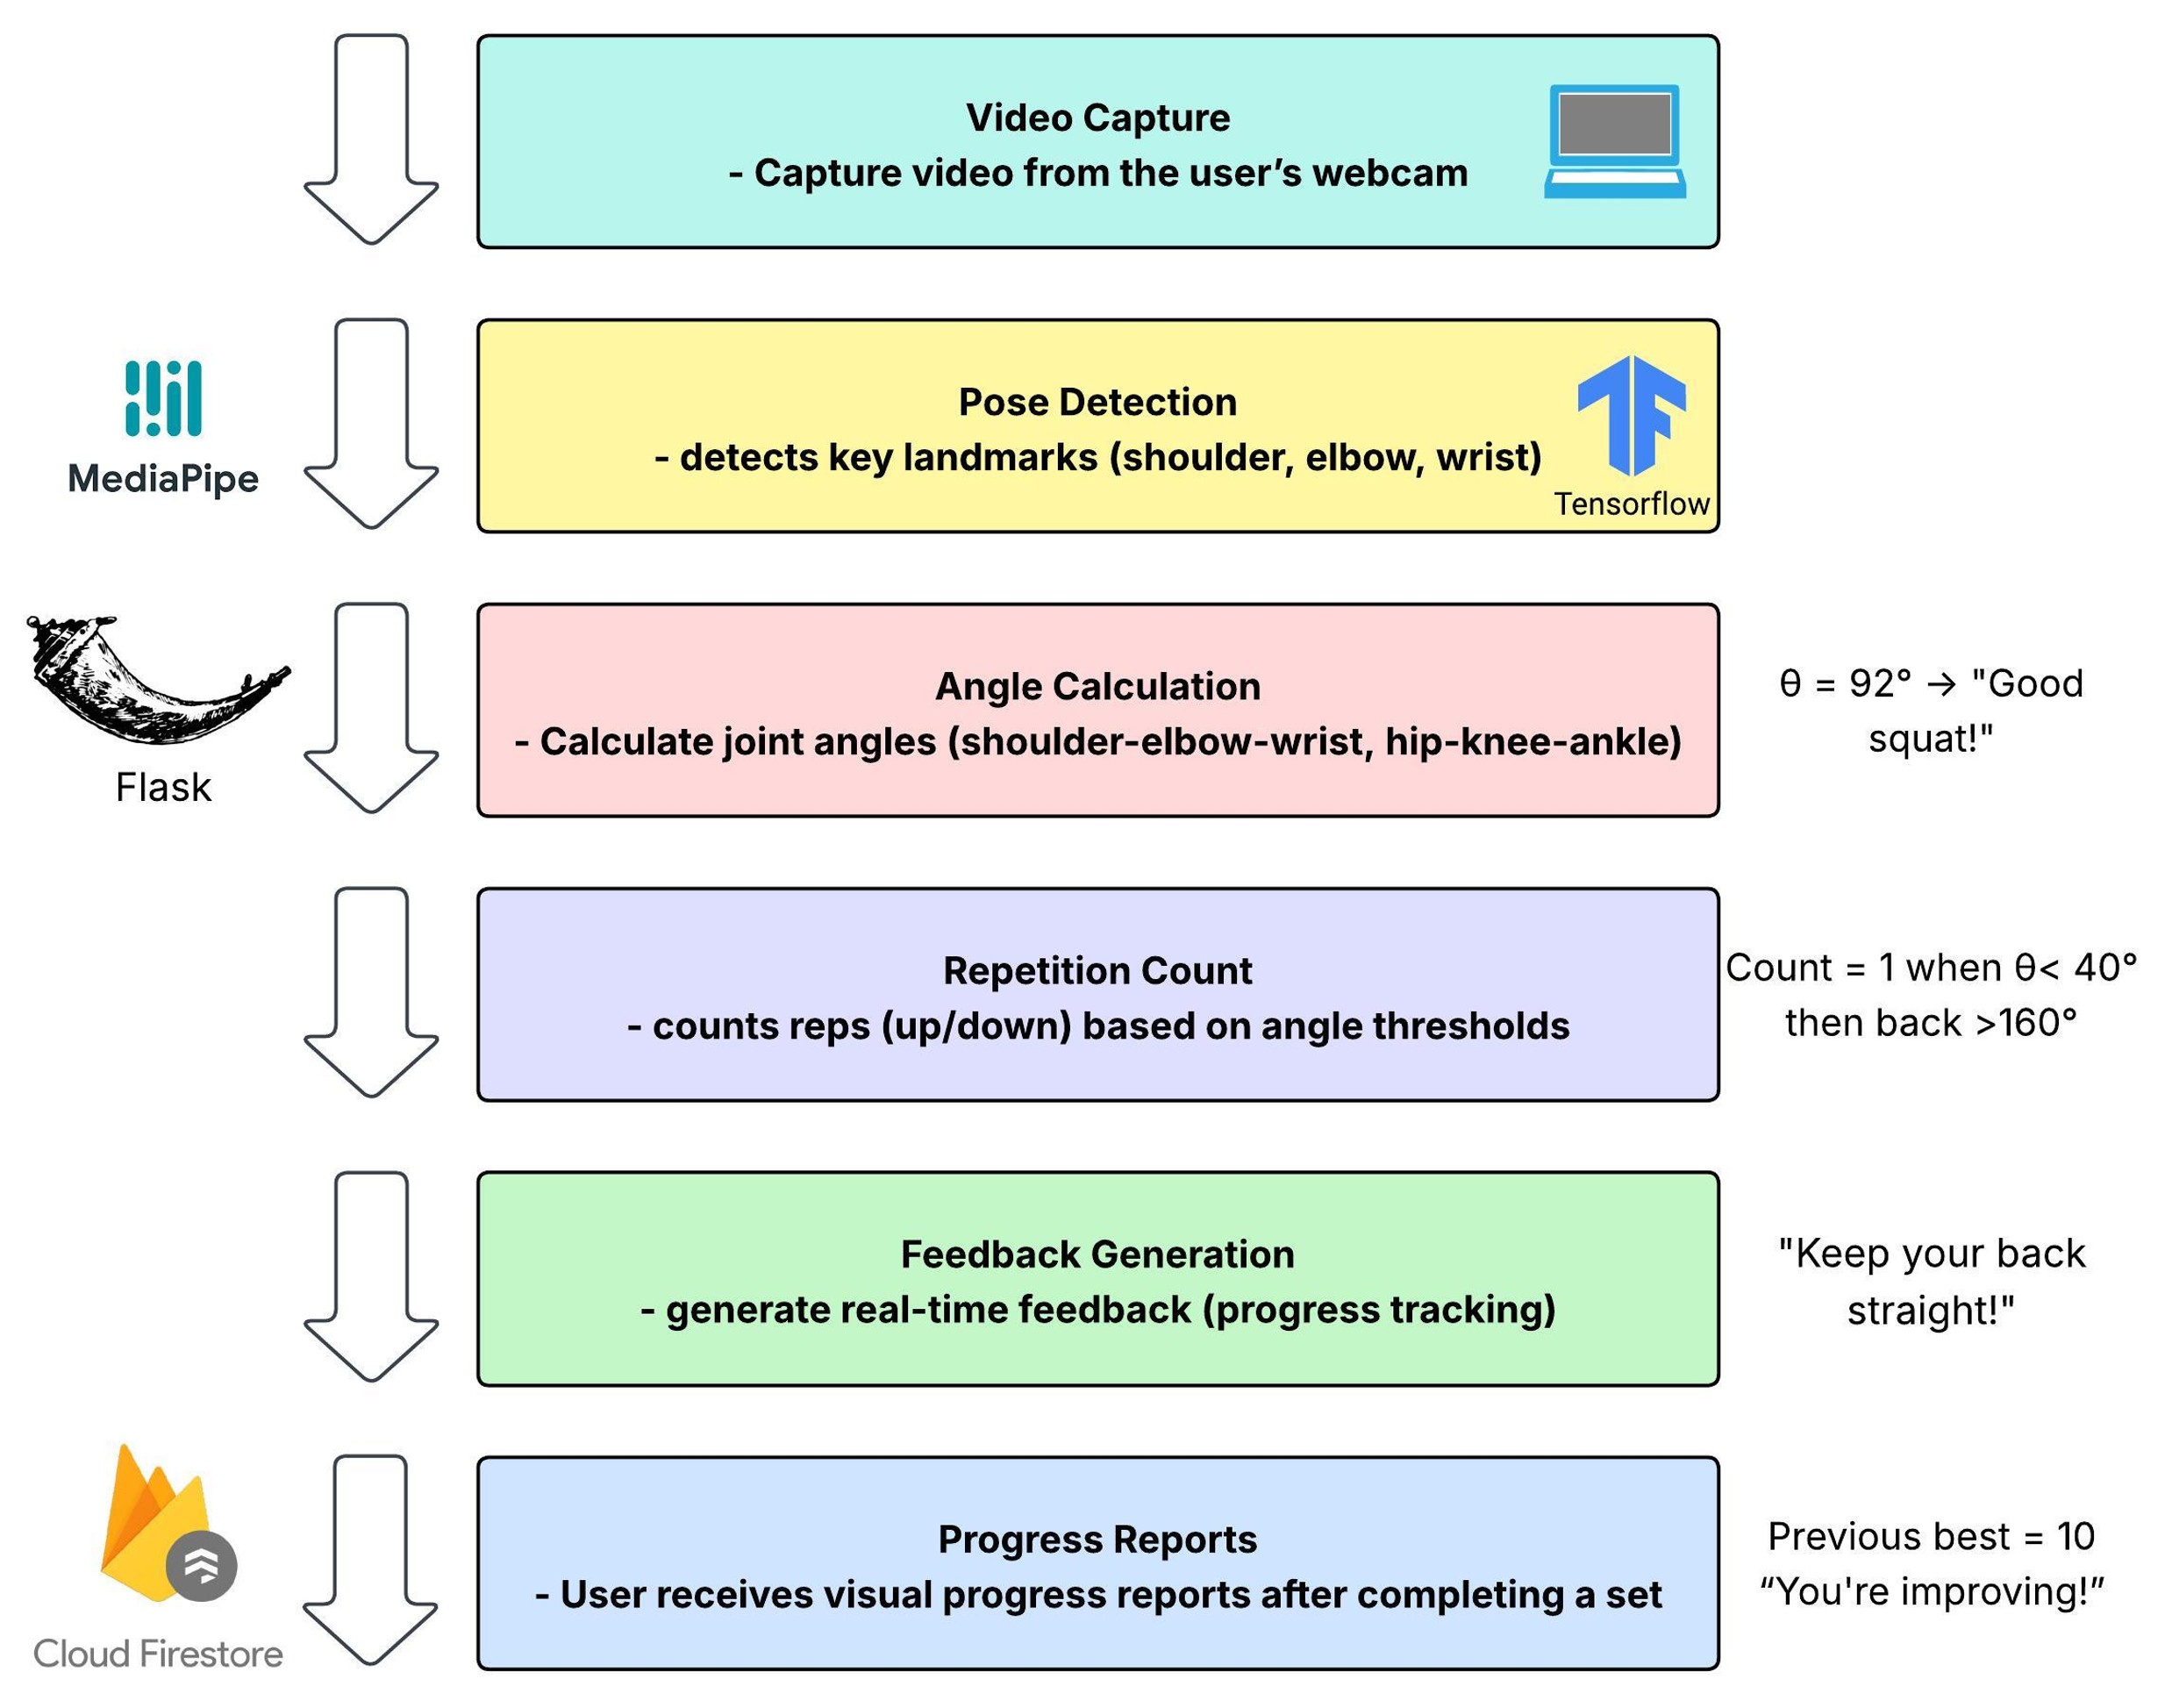 Video Capture
- Capture video from the user’s webcam
MediaPipe
Pose Detection
- detects key landmarks (shoulder, elbow, wrist)
Tensorflow
Flask
Angle Calculation
- Calculate joint angles (shoulder-elbow-wrist, hip-knee-ankle)
θ = 92° → "Good
squat!"
Repetition Count
- counts reps (up/down) based on angle thresholds
Count = 1 when θ< 40°
then back >160°
Feedback Generation
- generate real-time feedback (progress tracking)
"Keep your back
straight!"
Cloud Firestore
Progress Reports
- User receives visual progress reports after completing a set
Previous best = 10
“You're improving!”